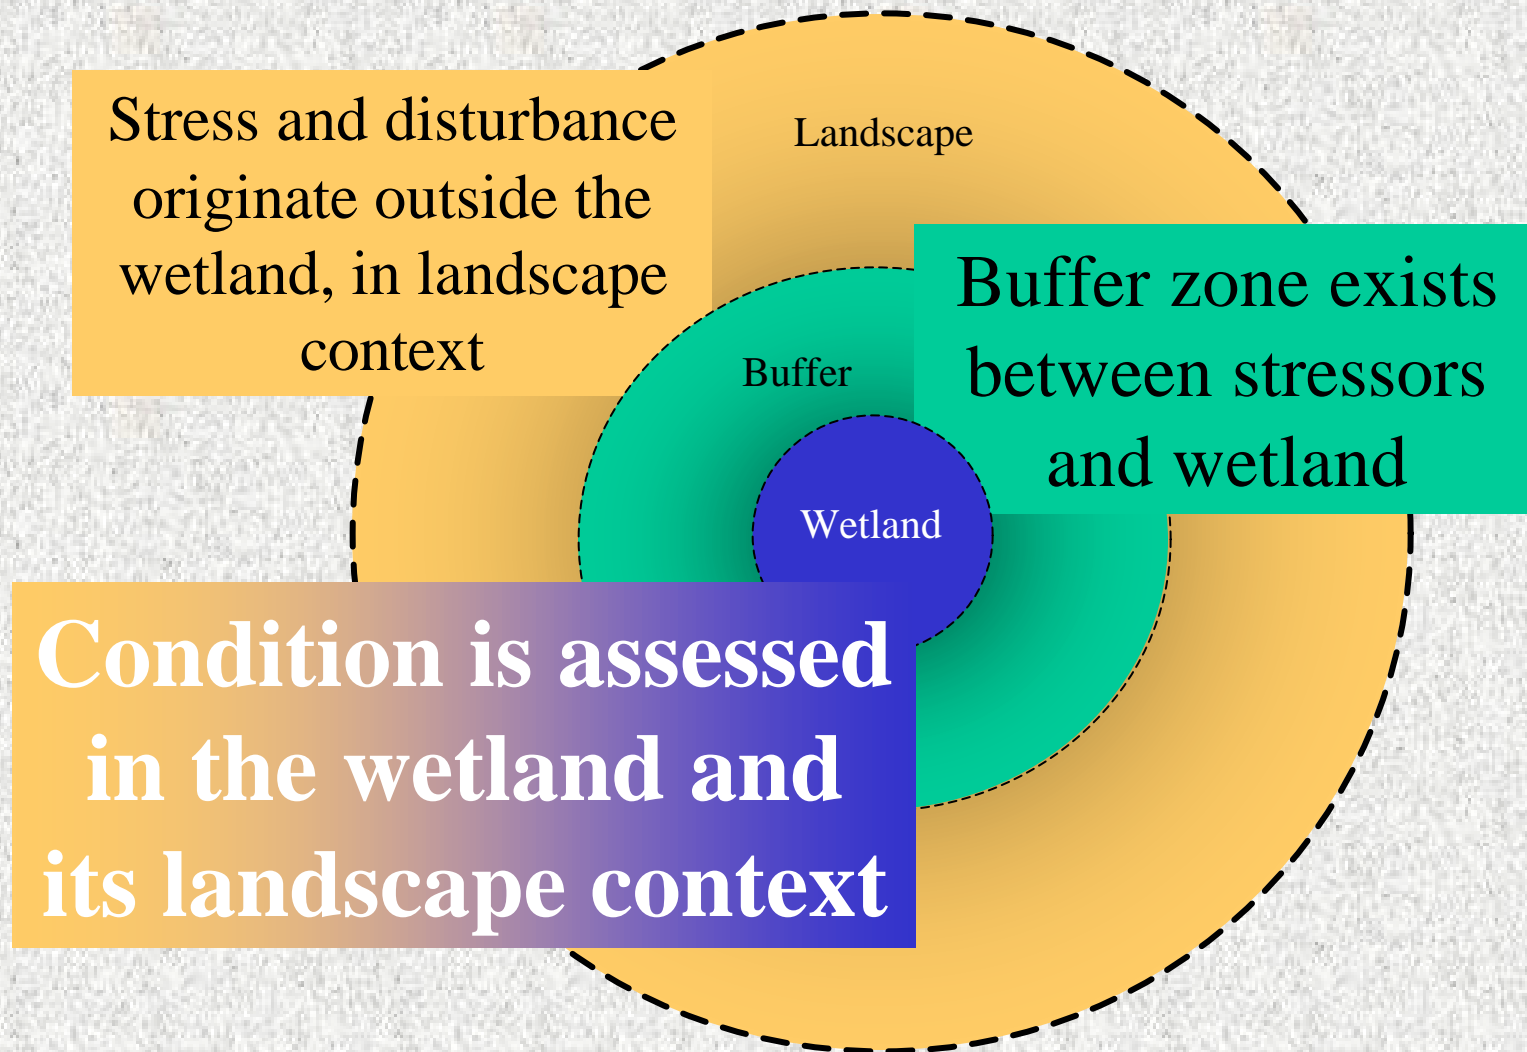 Stress and disturbance
originate outside the
wetland, in landscape
context
Landscape
Buffer zone exists
between stressors
and wetland
Buffer
Wetland
Condition is assessed
in the wetland and
its landscape context